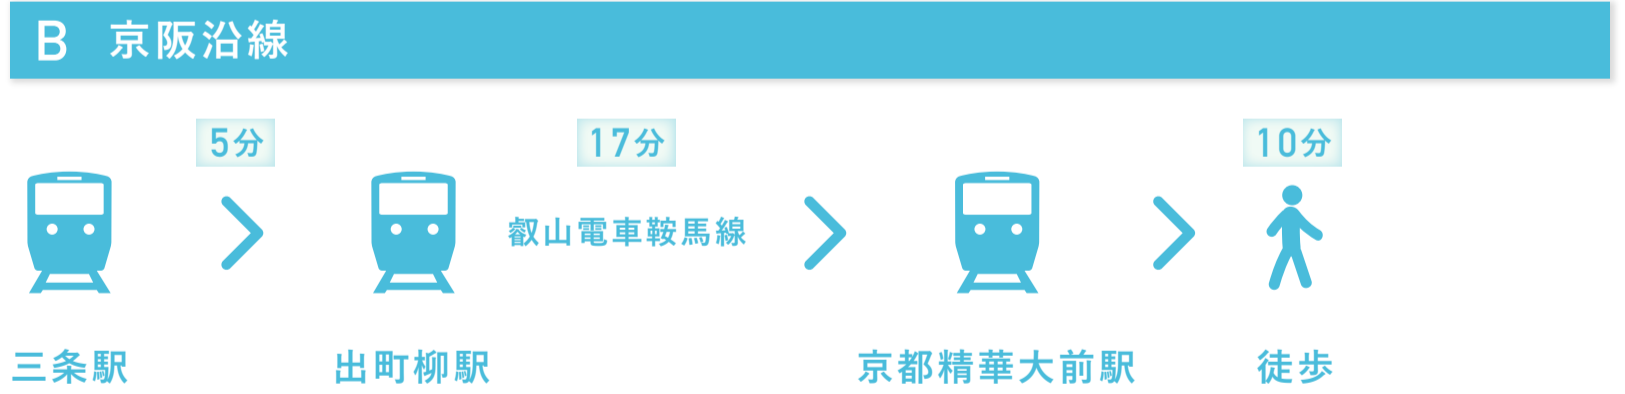 B 京阪沿線
5分
17分
10分
叡山電車鞍馬線
三条駅
出町柳駅
京都精華大前駅
徒歩